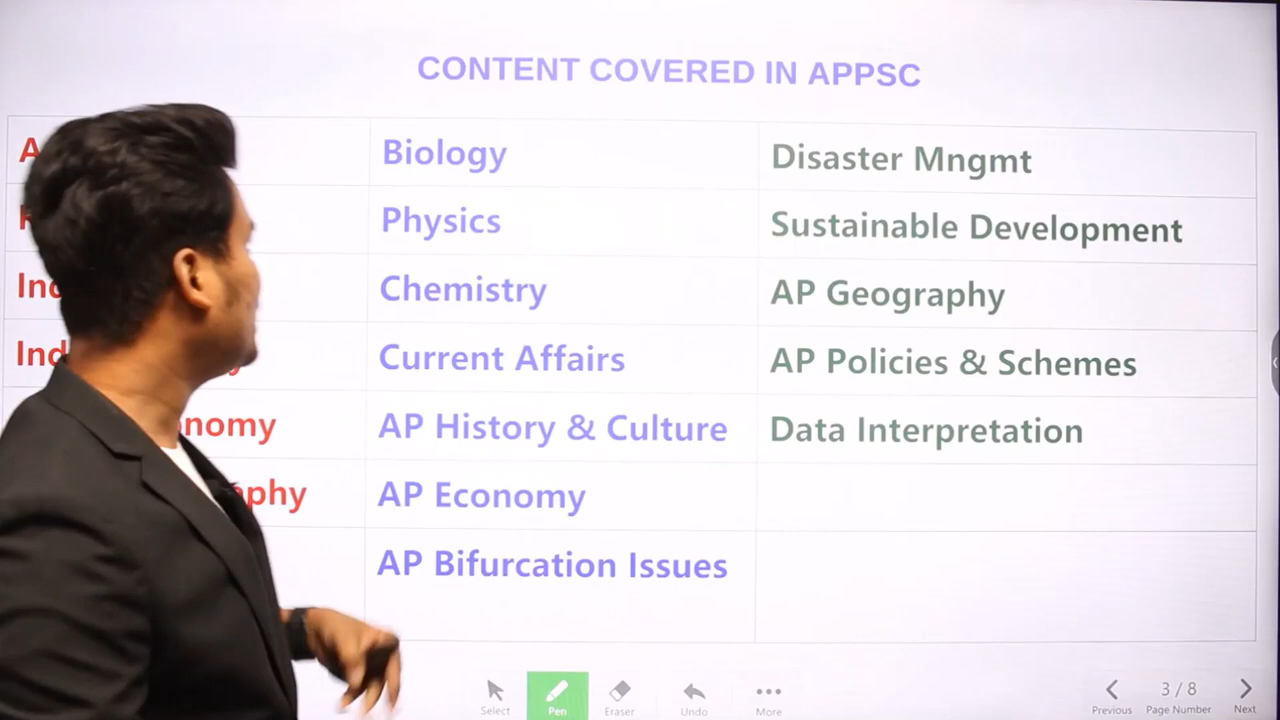 CONTENT COVERED IN APPSC
Biology
Disaster Mngmt
Physics
Sustainable Development
Chemistry
AP Geography
Current Affairs
AP Policies & Schemes
AP History & Culture
Data Interpretation
AP Economy
AP Bifurcation Issues
Select
Pen
Eraser
Undo
More
Previous
3 / 8
Page Number
Next